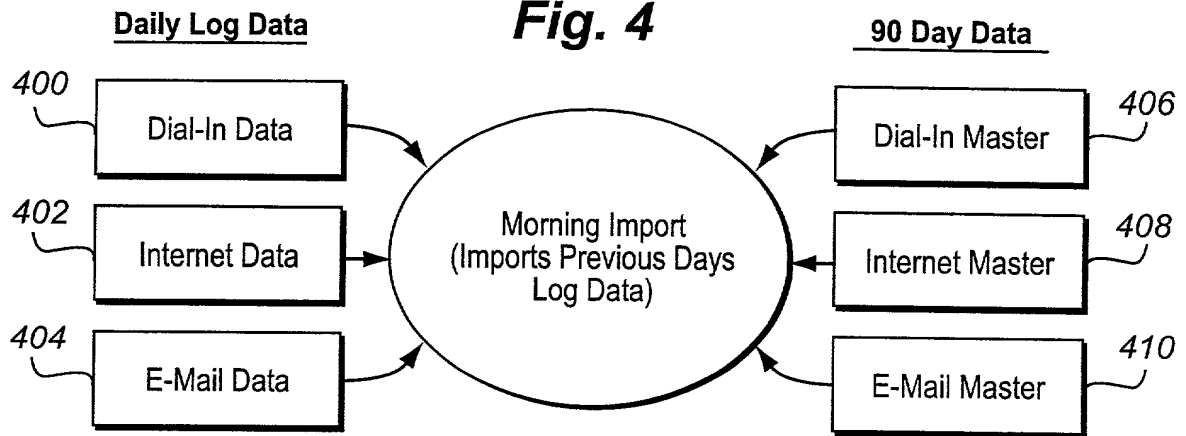 Fig. 4
Daily Log Data
90 Day Data
400
Dial-In Data
402
Internet Data
404
E-Mail Data
Morning Import
(Imports Previous Days
Log Data)
406
Dial-In Master
408
Internet Master
410
E-Mail Master